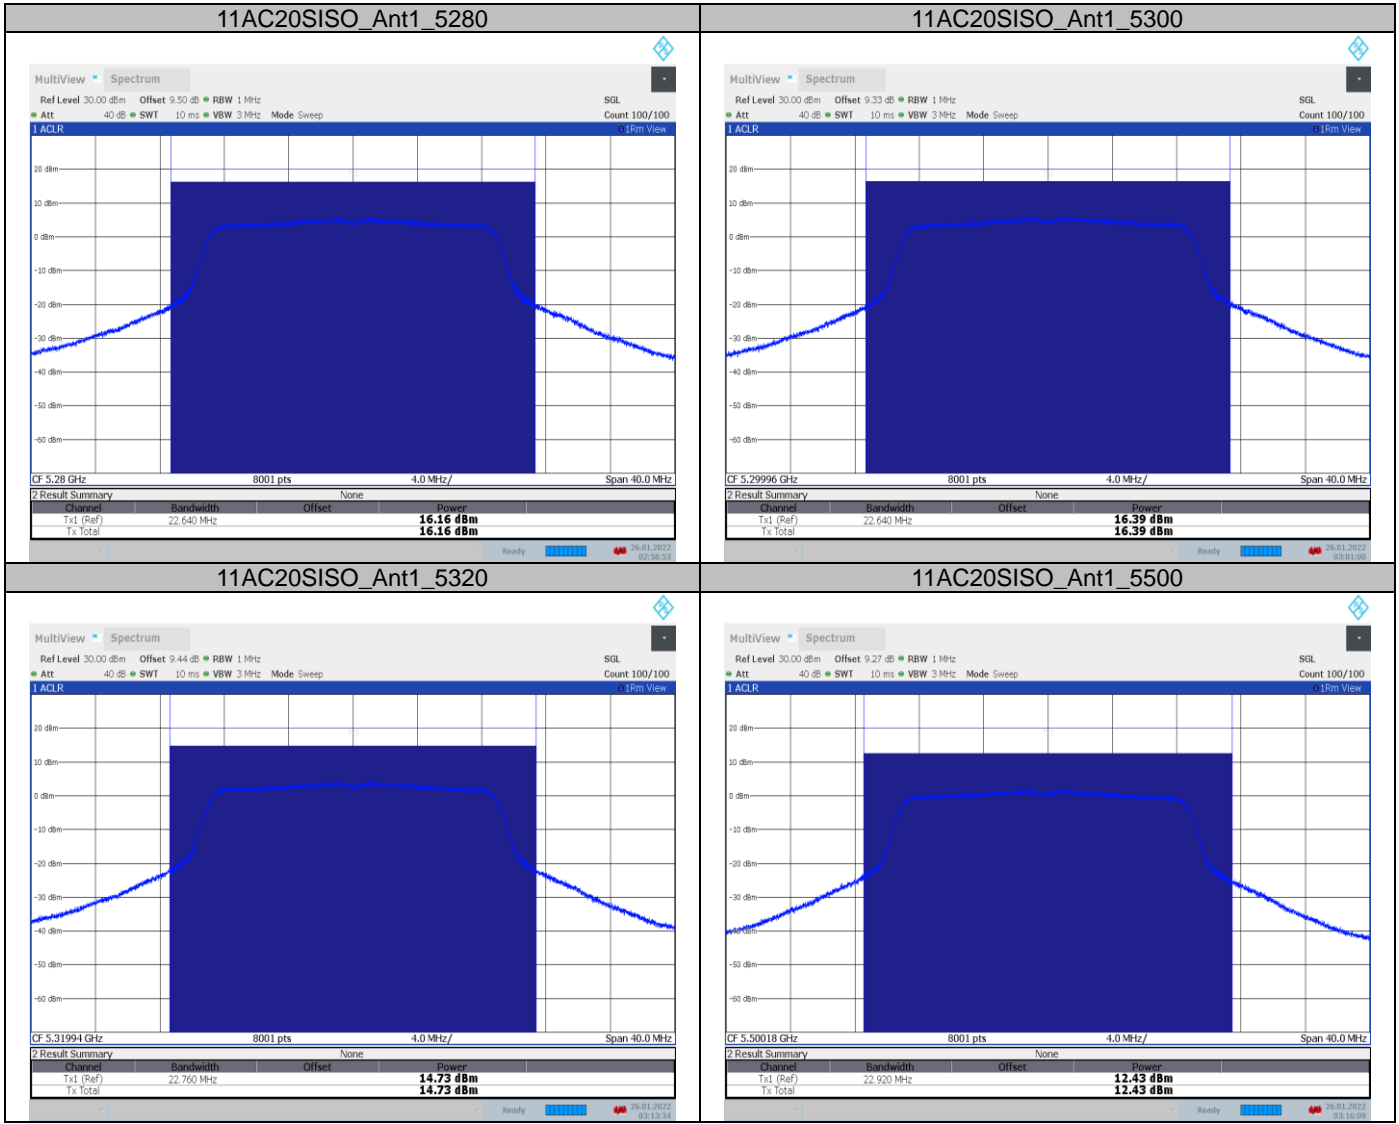 11AC20SISO_Ant1_5280
MultiView Spectrum
Ref Level 30.00 dBm Offset 9.50 dB RBW 1 MHz SGL
Att 40 dB SWT 10 ms VBW 3 MHz Mode Sweep Count 100/100
1 ACLR 1Rm View
20 dBm
10 dBm
0 dBm
-10 dBm
-20 dBm
-30 dBm
-40 dBm
-50 dBm
-60 dBm
CF 5.28 GHz 8001 pts 4.0 MHz/ Span 40.0 MHz
2 Result Summary None
Channel Bandwidth Offset Power
Tx1 (Ref) 22.640 MHz 16.16 dBm
Tx Total 16.16 dBm
Ready 26.01.2022
02:56:53
11AC20SISO_Ant1_5300
MultiView Spectrum
Ref Level 30.00 dBm Offset 9.33 dB RBW 1 MHz SGL
Att 40 dB SWT 10 ms VBW 3 MHz Mode Sweep Count 100/100
1 ACLR 1Rm View
20 dBm
10 dBm
0 dBm
-10 dBm
-20 dBm
-30 dBm
-40 dBm
-50 dBm
-60 dBm
CF 5.29996 GHz 8001 pts 4.0 MHz/ Span 40.0 MHz
2 Result Summary None
Channel Bandwidth Offset Power
Tx1 (Ref) 22.640 MHz 16.39 dBm
Tx Total 16.39 dBm
Ready 26.01.2022
03:01:00
11AC20SISO_Ant1_5320
MultiView Spectrum
Ref Level 30.00 dBm Offset 9.44 dB RBW 1 MHz SGL
Att 40 dB SWT 10 ms VBW 3 MHz Mode Sweep Count 100/100
1 ACLR 1Rm View
20 dBm
10 dBm
0 dBm
-10 dBm
-20 dBm
-30 dBm
-40 dBm
-50 dBm
-60 dBm
CF 5.31994 GHz 8001 pts 4.0 MHz/ Span 40.0 MHz
2 Result Summary None
Channel Bandwidth Offset Power
Tx1 (Ref) 22.760 MHz 14.73 dBm
Tx Total 14.73 dBm
Ready 26.01.2022
03:13:34
11AC20SISO_Ant1_5500
MultiView Spectrum
Ref Level 30.00 dBm Offset 9.27 dB RBW 1 MHz SGL
Att 40 dB SWT 10 ms VBW 3 MHz Mode Sweep Count 100/100
1 ACLR 1Rm View
20 dBm
10 dBm
0 dBm
-10 dBm
-20 dBm
-30 dBm
-40 dBm
-50 dBm
-60 dBm
CF 5.50018 GHz 8001 pts 4.0 MHz/ Span 40.0 MHz
2 Result Summary None
Channel Bandwidth Offset Power
Tx1 (Ref) 22.920 MHz 12.43 dBm
Tx Total 12.43 dBm
Ready 26.01.2022
03:16:09